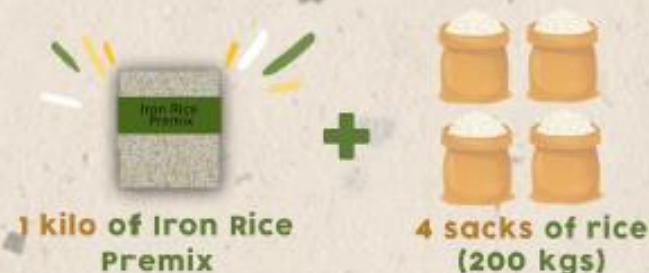 Iron Rice
Premix
+
1 kilo of Iron Rice
Premix
4 sacks of rice
(200 kgs)